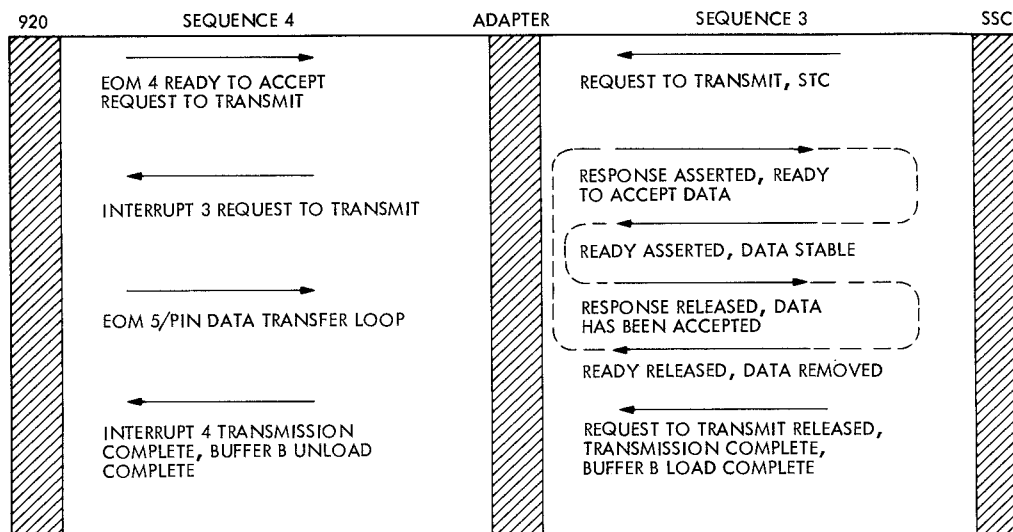 920 SEQUENCE 4 ADAPTER SEQUENCE 3 SSC
EOM 4 READY TO ACCEPT
REQUEST TO TRANSMIT
INTERRUPT 3 REQUEST TO TRANSMIT
EOM 5/PIN DATA TRANSFER LOOP
INTERRUPT 4 TRANSMISSION
COMPLETE, BUFFER B UNLOAD
COMPLETE
REQUEST TO TRANSMIT, STC
RESPONSE ASSERTED, READY
TO ACCEPT DATA
READY ASSERTED, DATA STABLE
RESPONSE RELEASED, DATA
HAS BEEN ACCEPTED
READY RELEASED, DATA REMOVED
REQUEST TO TRANSMIT RELEASED,
TRANSMISSION COMPLETE,
BUFFER B LOAD COMPLETE